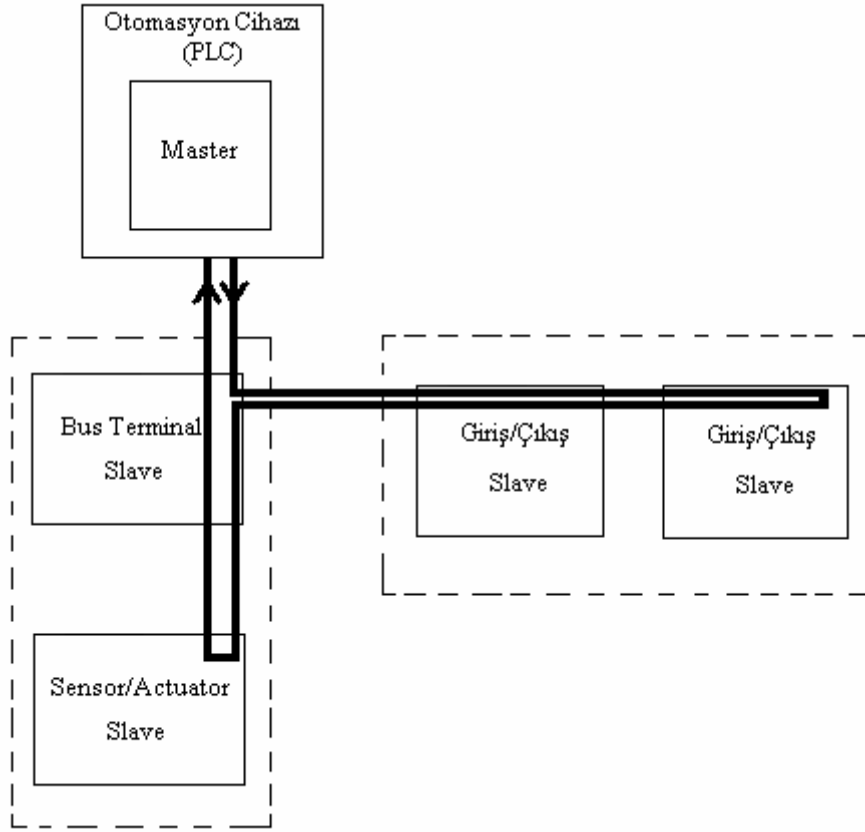 Otomasyon Cihazı
(PLC)
Master
Bus Terminal
Slave
Giriş/Çıkış
Slave
Giriş/Çıkış
Slave
Sensor/Actuator
Slave